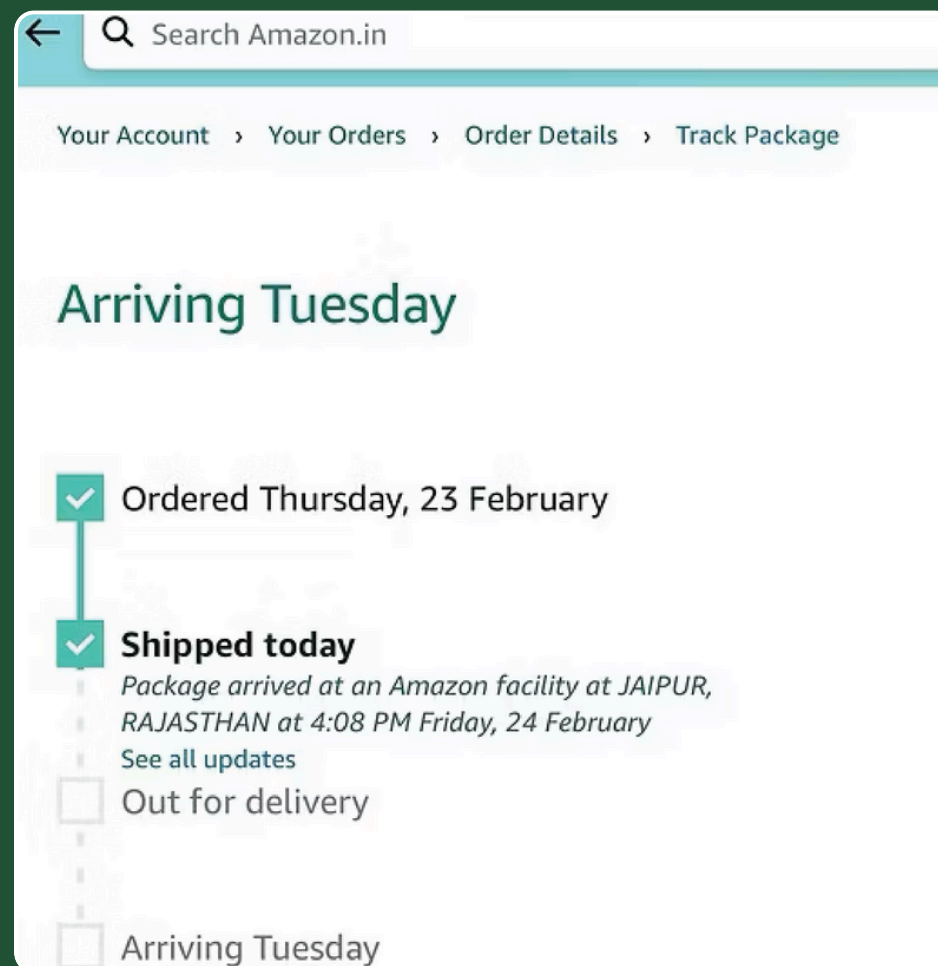 Search Amazon.in
Your Account › Your Orders › Order Details › Track Package
Arriving Tuesday
Ordered Thursday, 23 February
Shipped today
Package arrived at an Amazon facility at JAIPUR,
RAJASTHAN at 4:08 PM Friday, 24 February
See all updates
Out for delivery
Arriving Tuesday